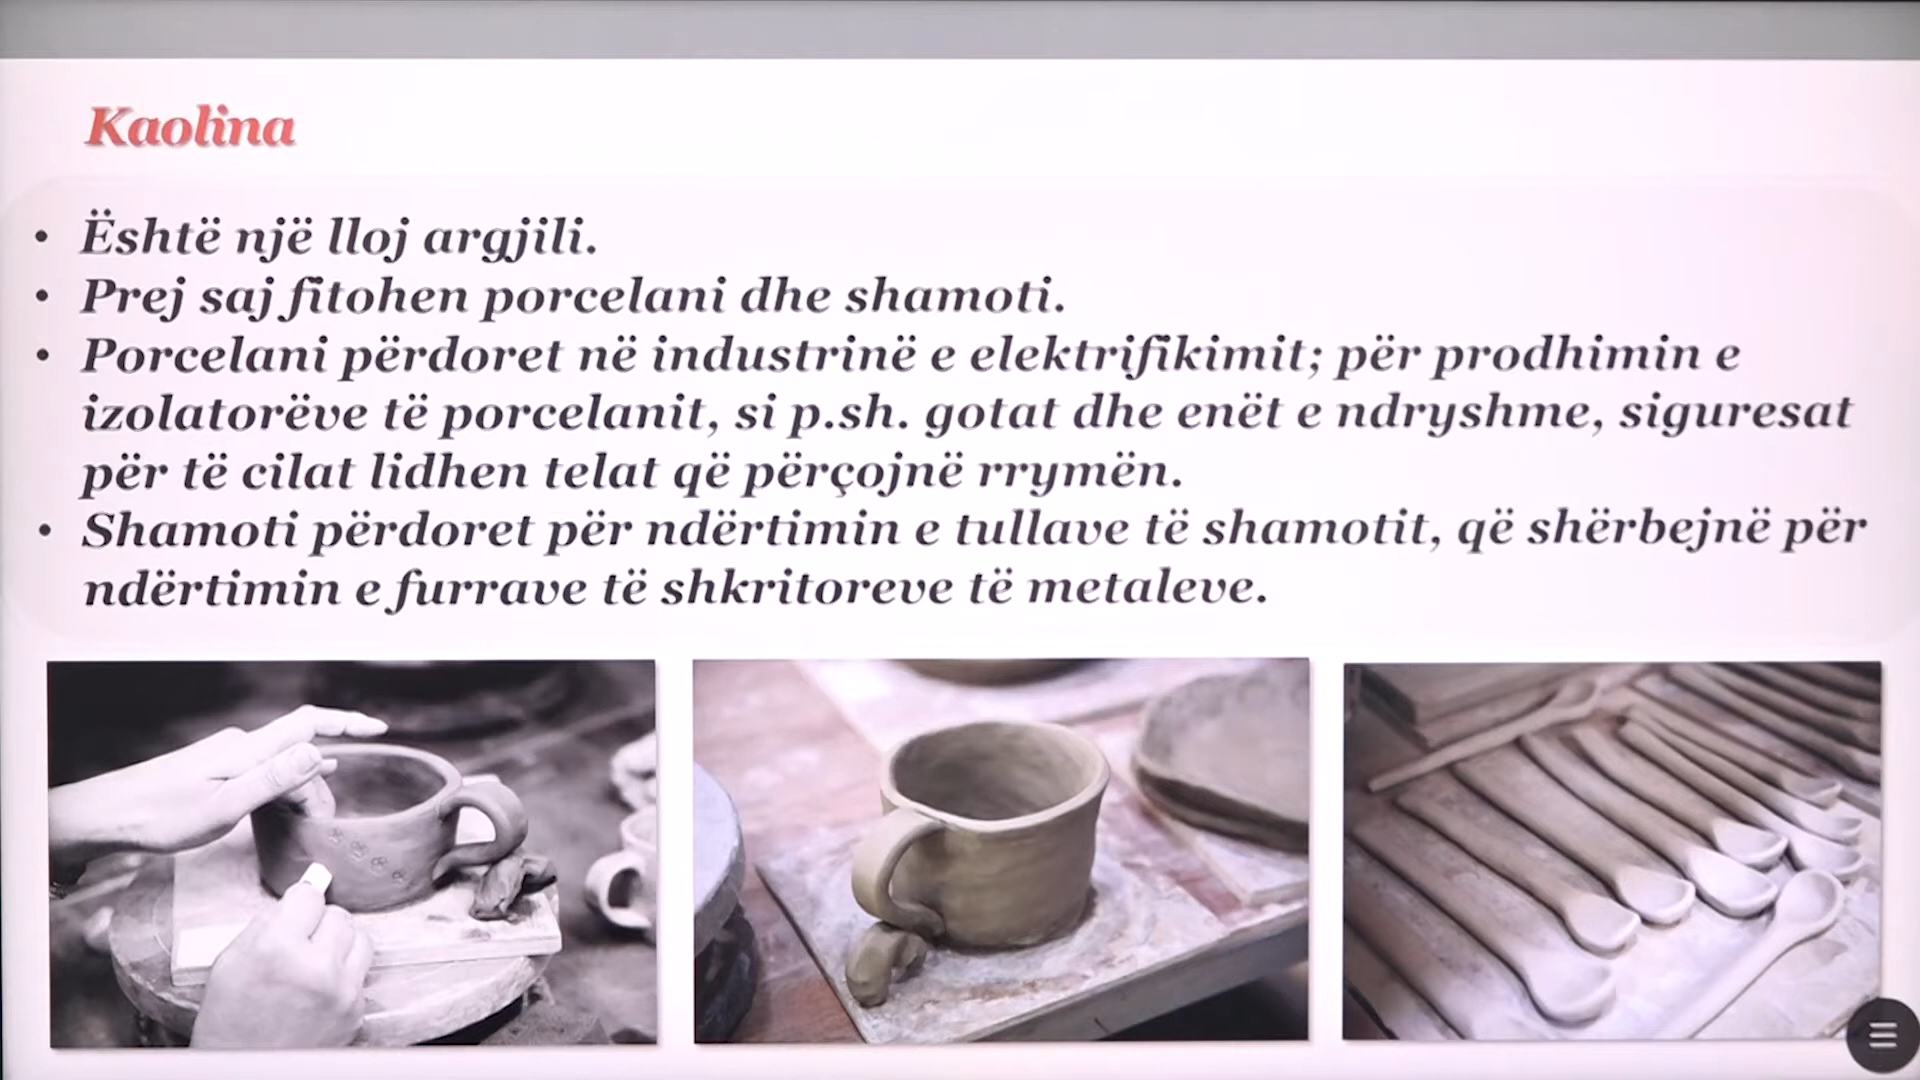 Kaolina
• Është një lloj argjili.
• Prej saj fitohen porcelani dhe shamoti.
• Porcelani përdoret në industrinë e elektrifikimit; për prodhimin e
izolatorëve të porcelanit, si p.sh. gotat dhe enët e ndryshme, siguresat
për të cilat lidhen telat që përçojnë rrymën.
• Shamoti përdoret për ndërtimin e tullave të shamotit, që shërbejnë për
ndërtimin e furrave të shkritoreve të metaleve.